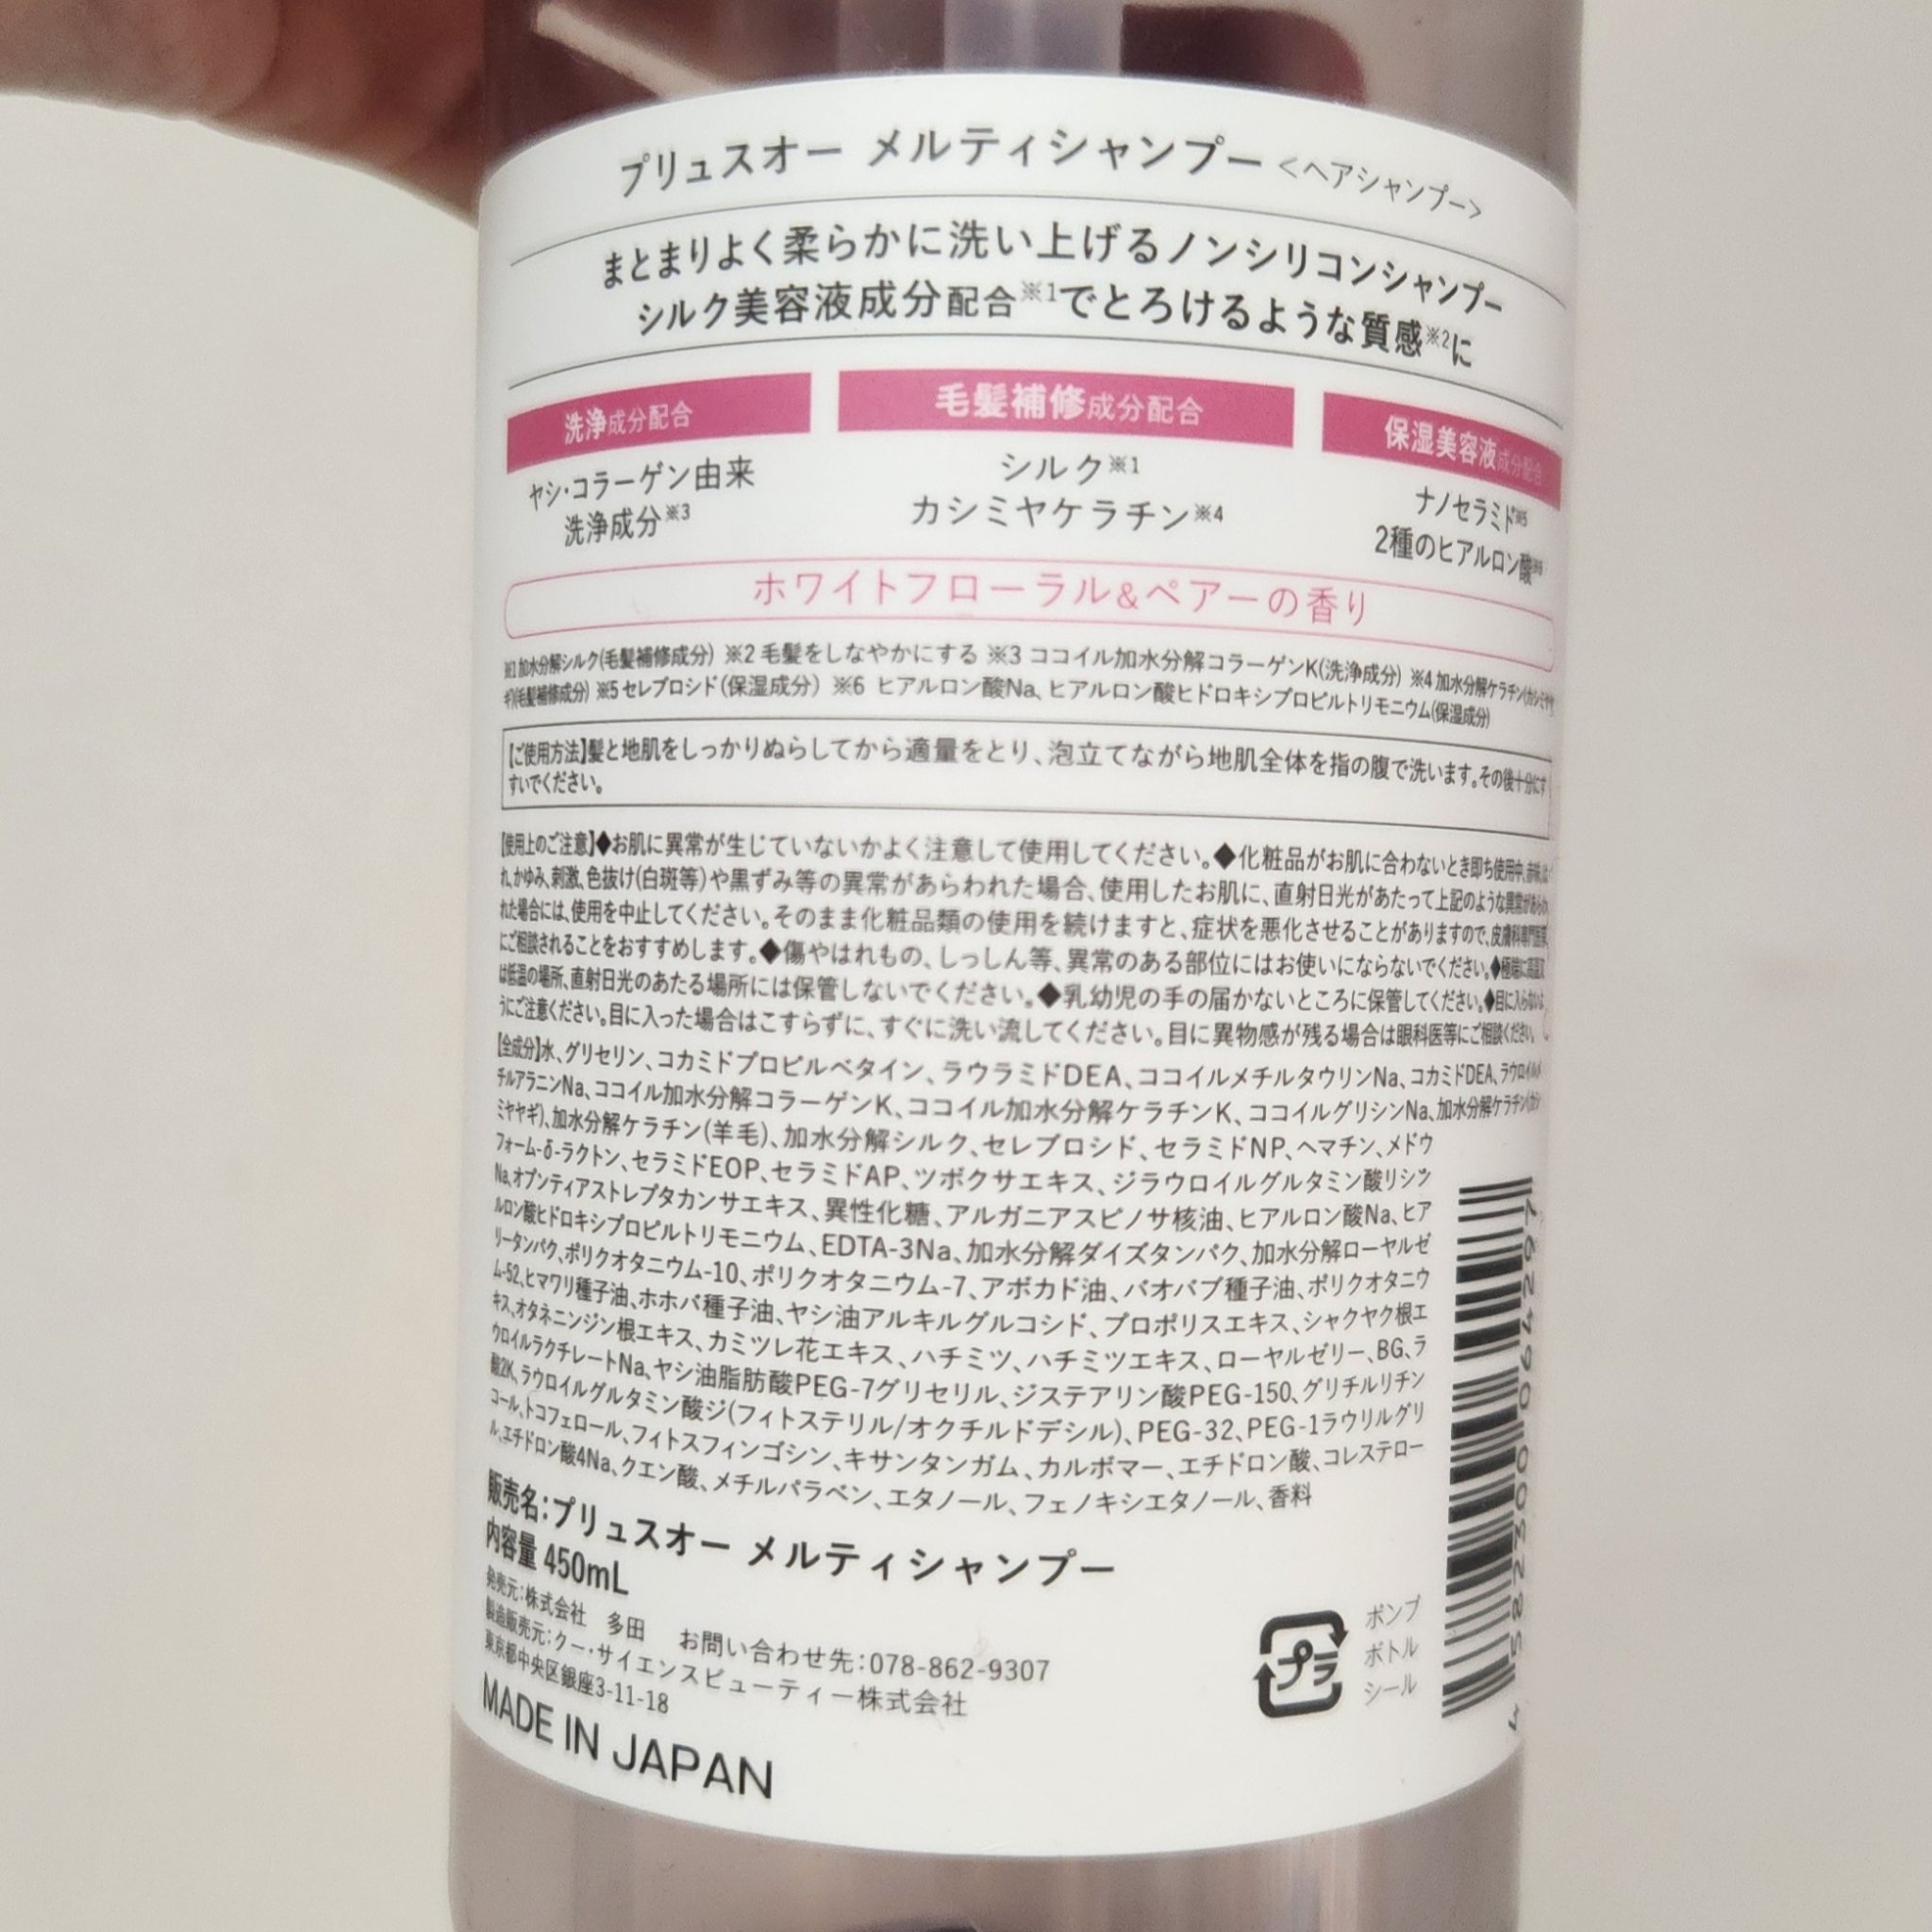 プリュスオー メルティシャンプー <ヘアシャンプー>
まとまりよく柔らかに洗い上げるノンシリコンシャンプー
シルク美容液成分配合※1でとろけるような質感※2に
洗浄成分配合
ヤシ・コラーゲン由来
洗浄成分※3
毛髪補修成分配合
シルク※1
カシミヤケラチン※4
保湿美容液成分配合
ナノセラミド※5
2種のヒアルロン酸※6
ホワイトフローラル&ペアーの香り
※1 加水分解シルク(毛髪補修成分) ※2 毛髪をしなやかにする ※3 ココイル加水分解コラーゲンK(洗浄成分) ※4 加水分解ケラチン(カシミヤヤ
ギ)(毛髪補修成分) ※5 セレブロシド(保湿成分) ※6 ヒアルロン酸Na、ヒアルロン酸ヒドロキシプロピルトリモニウム(保湿成分)
【ご使用方法】髪と地肌をしっかりぬらしてから適量をとり、泡立てながら地肌全体を指の腹で洗います。その後十分にす
すいでください。
【使用上のご注意】◆お肌に異常が生じていないかよく注意して使用してください。◆化粧品がお肌に合わないとき即ち使用中、赤味、は
れ、かゆみ、刺激、色抜け(白斑等)や黒ずみ等の異常があらわれた場合、使用したお肌に、直射日光があたって上記のような異常があらわ
れた場合には、使用を中止してください。そのまま化粧品類の使用を続けますと、症状を悪化させることがありますので、皮膚科専門医等
にご相談されることをおすすめします。◆傷やはれもの、しっしん等、異常のある部位にはお使いにならないでください。◆極端に高温又
は低温の場所、直射日光のあたる場所には保管しないでください。◆乳幼児の手の届かないところに保管してください。◆目に入らないよ
うにご注意ください。目に入った場合はこすらずに、すぐに洗い流してください。目に異物感が残る場合は眼科医等にご相談ください。
【全成分】水、グリセリン、コカミドプロピルベタイン、ラウラミドDEA、ココイルメチルタウリンNa、コカミドDEA、ラウロイルメ
チルアラニンNa、ココイル加水分解コラーゲンK、ココイル加水分解ケラチンK、ココイルグリシンNa、加水分解ケラチン(カシ
ミヤヤギ)、加水分解ケラチン(羊毛)、加水分解シルク、セレブロシド、セラミドNP、ヘマチン、メドウ
フォーム-δ-ラクトン、セラミドEOP、セラミドAP、ツボクサエキス、ジラウロイルグルタミン酸リシン
Na、オプンティアストレプタカンサエキス、異性化糖、アルガニアスピノサ核油、ヒアルロン酸Na、ヒア
ルロン酸ヒドロキシプロピルトリモニウム、EDTA-3Na、加水分解ダイズタンパク、加水分解ローヤルゼ
リータンパク、ポリクオタニウム-10、ポリクオタニウム-7、アボカド油、バオバブ種子油、ポリクオタニウ
ム-52、ヒマワリ種子油、ホホバ種子油、ヤシ油アルキルグルコシド、プロポリスエキス、シャクヤク根エ
キス、オタネニンジン根エキス、カミツレ花エキス、ハチミツ、ハチミツエキス、ローヤルゼリー、BG、ラ
ウロイルラクチレートNa、ヤシ油脂肪酸PEG-7グリセリル、ジステアリン酸PEG-150、グリチルリチン
酸2K、ラウロイルグルタミン酸ジ(フィトステリル/オクチルドデシル)、PEG-32、PEG-1ラウリルグリ
コール、トコフェロール、フィトスフィンゴシン、キサンタンガム、カルボマー、エチドロン酸、コレステロー
ル、エチドロン酸4Na、クエン酸、メチルパラベン、エタノール、フェノキシエタノール、香料
販売名:プリュスオー メルティシャンプー
内容量 450mL
発売元:株式会社 多田 お問い合わせ先:078-862-9307
製造販売元:クー・サイエンスビューティー株式会社
東京都中央区銀座3-11-18
MADE IN JAPAN
プラ
ポンプ
ボトル
シール
4 582300 064297